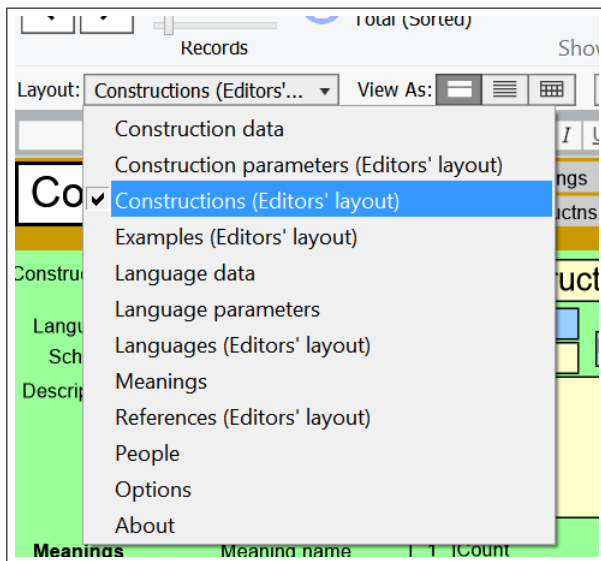 Total (Sorted)
Records
Show
Layout: Constructions (Editors'... View As:
Construction data
I U
Construction parameters (Editors' layout)
Constructions (Editors' layout)
Examples (Editors' layout)
Language data
Language parameters
Languages (Editors' layout)
Meanings
References (Editors' layout)
People
Options
About
Meanings Meaning name 1 Count